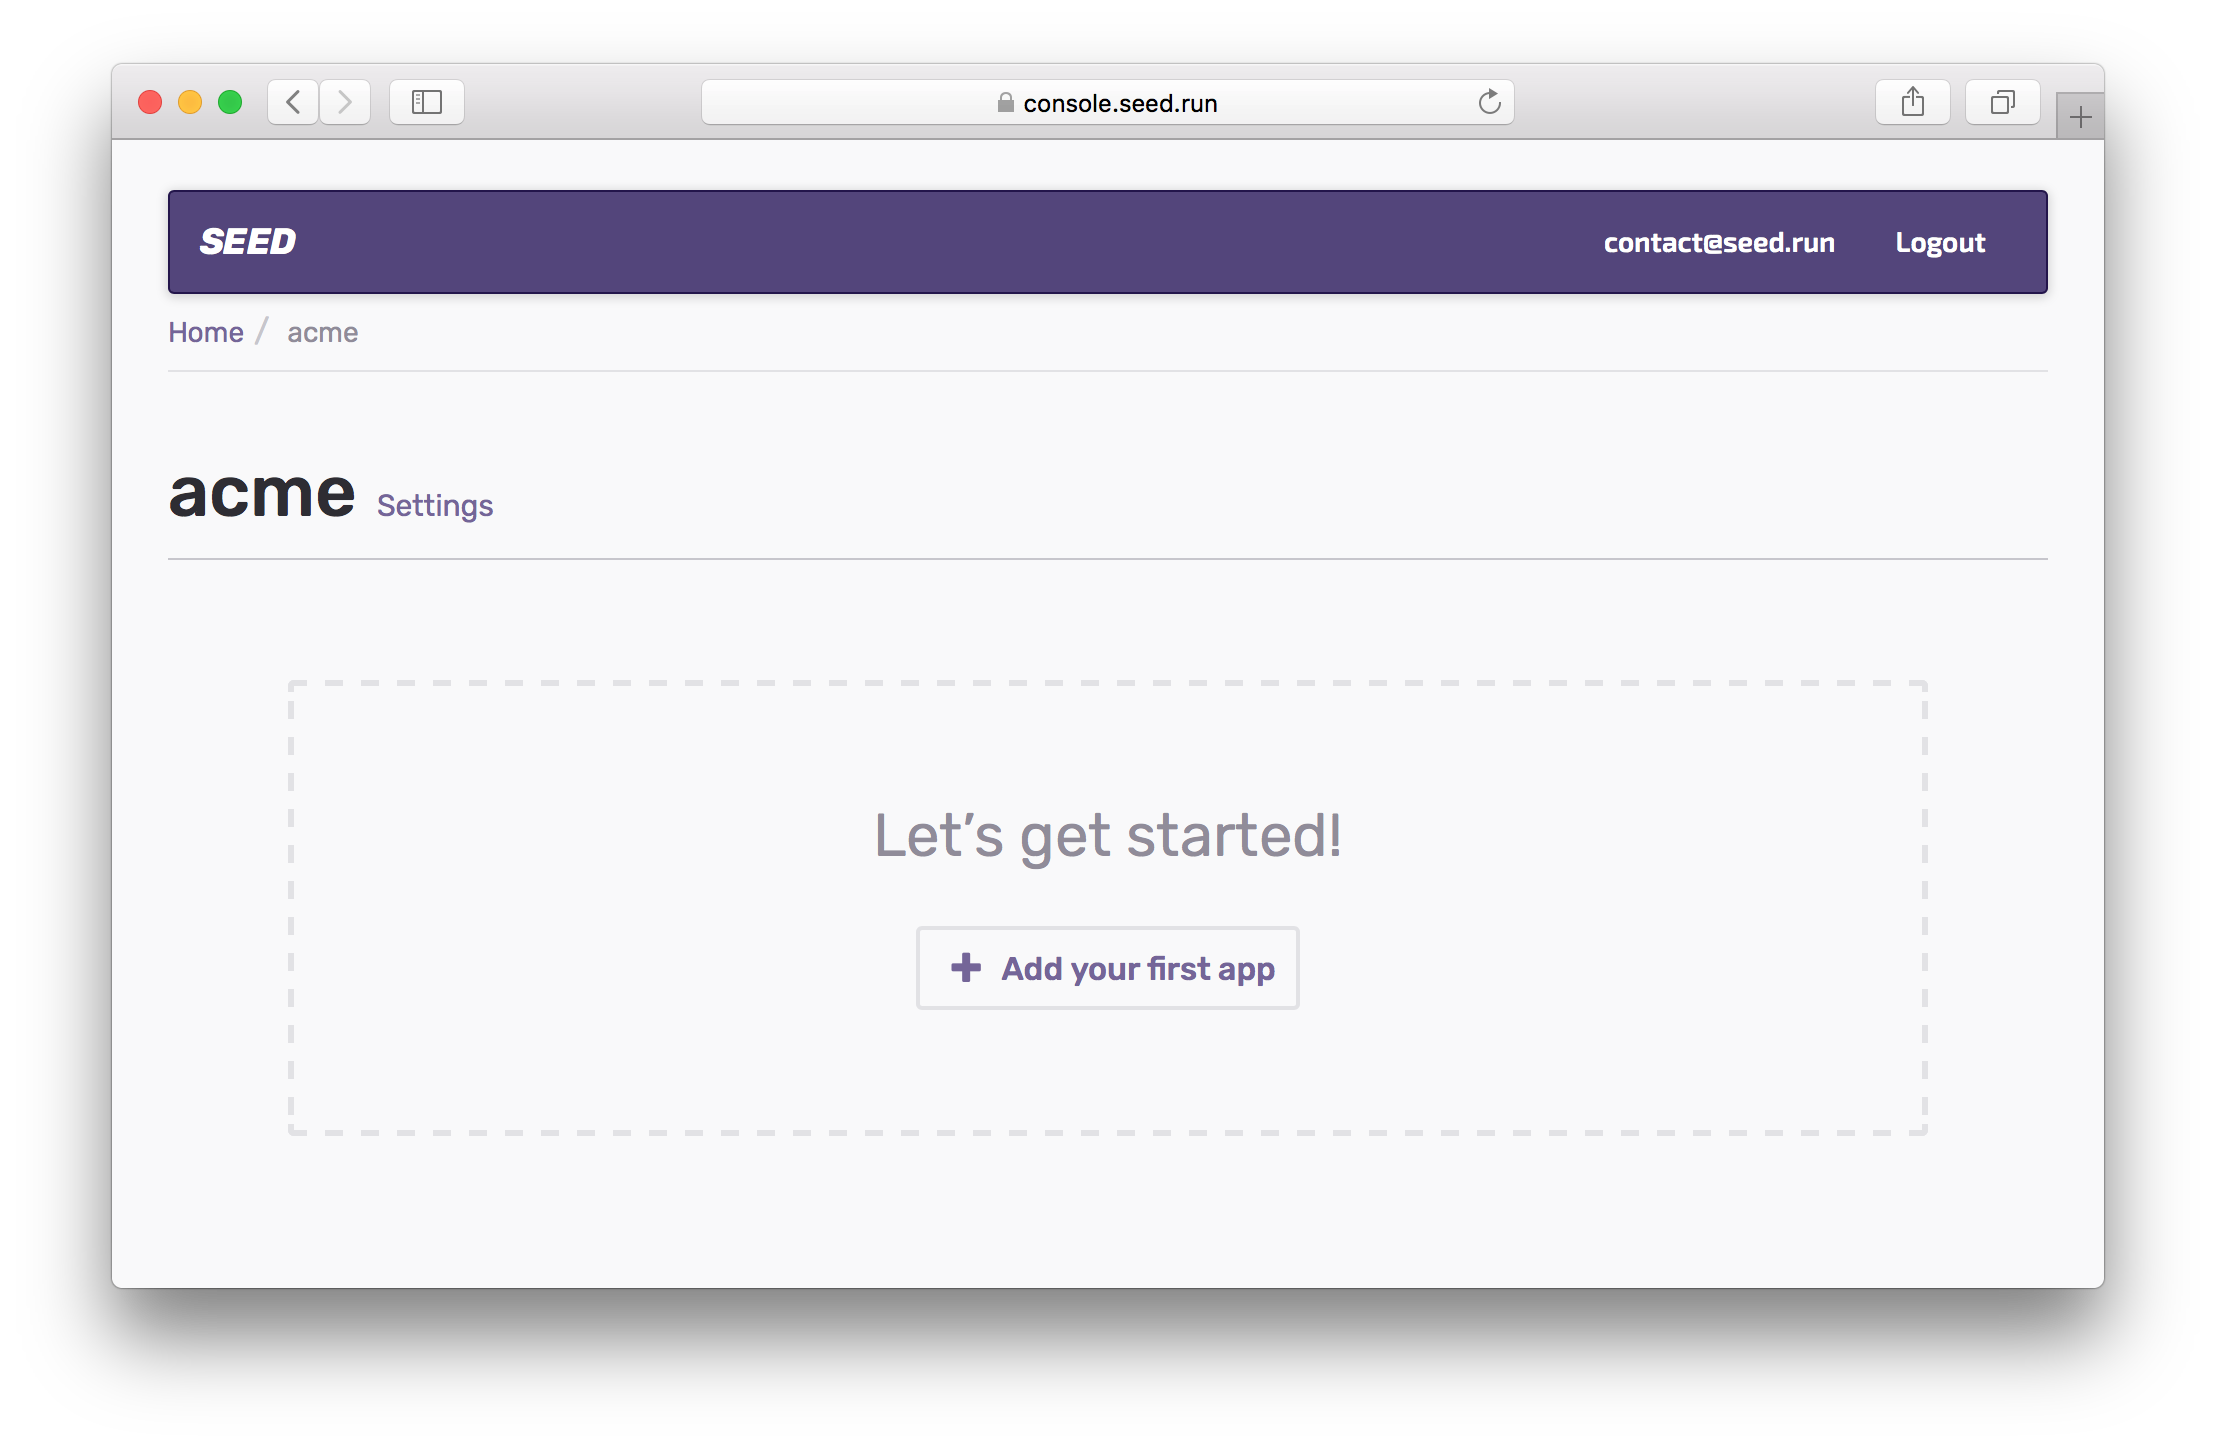 console.seed.run
SEED contact@seed.run Logout
Home / acme
acme Settings
Let’s get started!
Add your first app